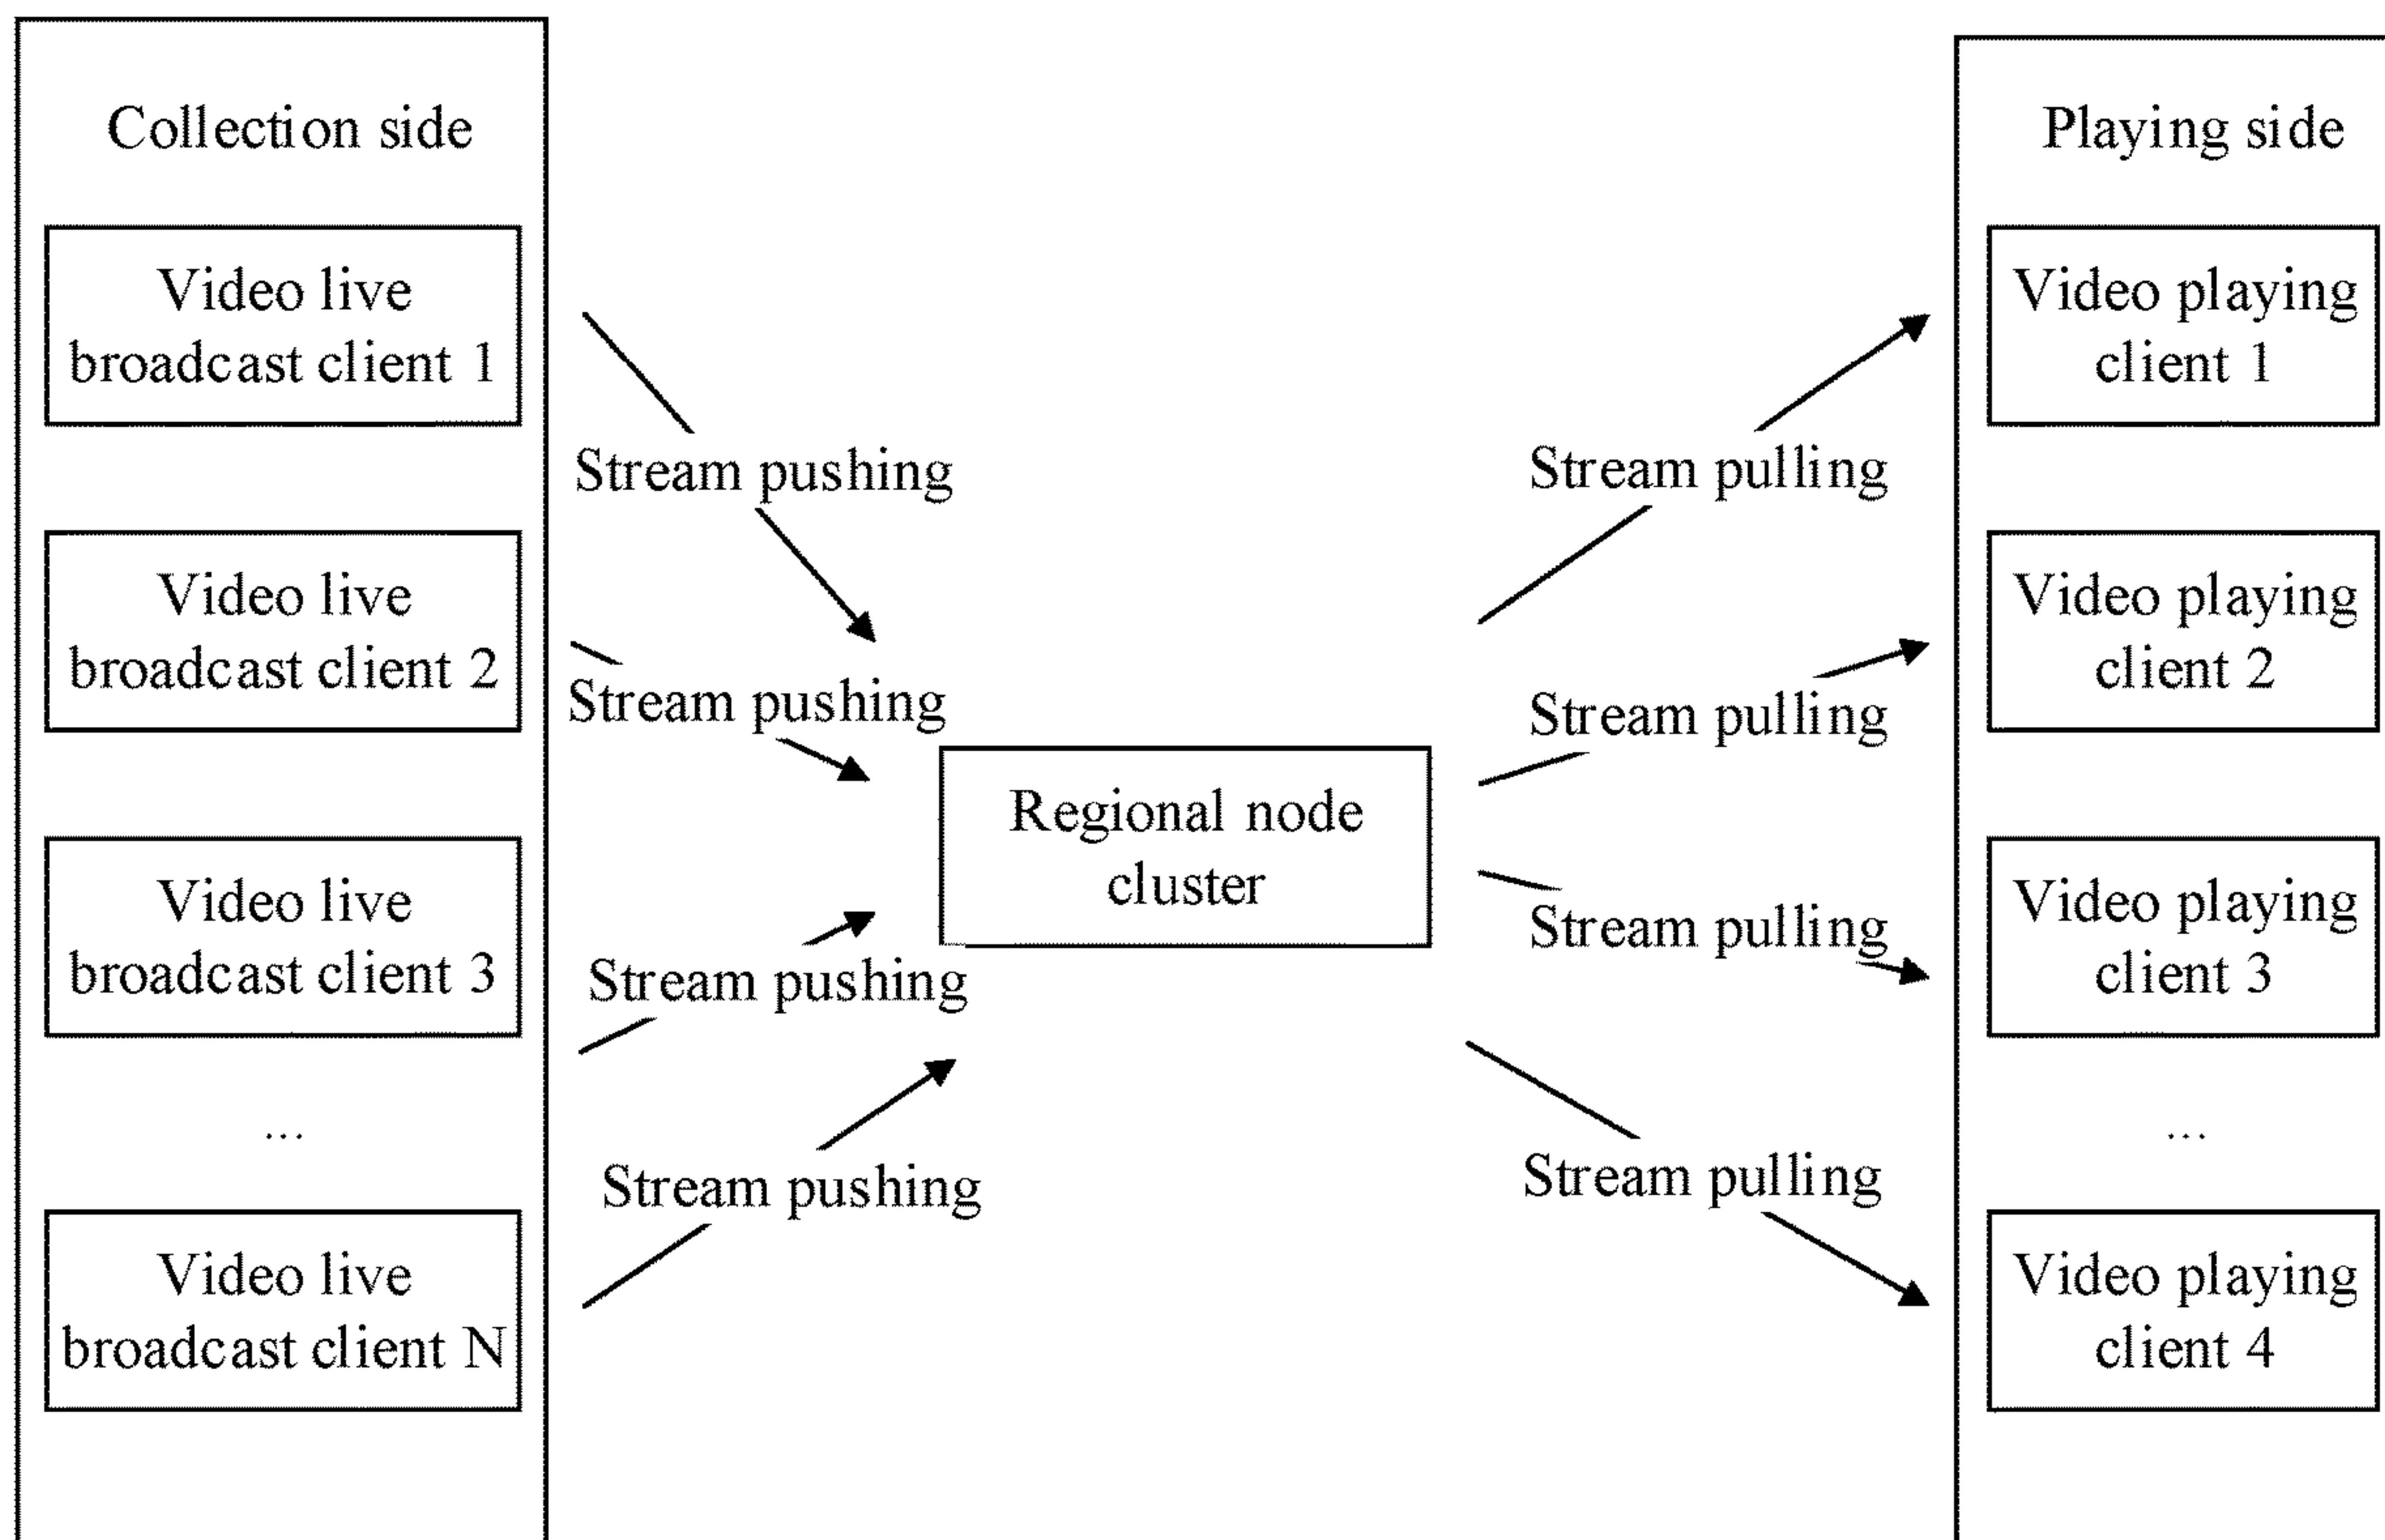 Collection side
Video live
broadcast client 1
Video live
broadcast client 2
Video live
broadcast client 3
...
Video live
broadcast client N
Stream pushing
Stream pushing
Stream pushing
Stream pushing
Regional node
cluster
Stream pulling
Stream pulling
Stream pulling
Stream pulling
Playing side
Video playing
client 1
Video playing
client 2
Video playing
client 3
...
Video playing
client 4